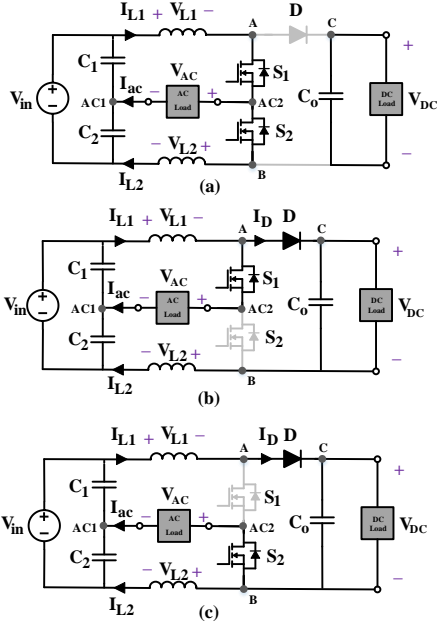 I_L1 + V_L1 − A D C
C_1 V_AC S_1 +
V_in I_ac − AC Load + C_o DC Load V_DC
AC1 AC2
C_2 − + S_2 −
I_L2 V_L2 B
(a)
I_L1 + V_L1 − A I_D D C
C_1 V_AC S_1 +
V_in I_ac − AC Load + C_o DC Load V_DC
AC1 AC2
C_2 − V_L2 + S_2 −
I_L2 B
(b)
I_L1 + V_L1 − A I_D D C
C_1 V_AC S_1 +
V_in I_ac − AC Load + C_o DC Load V_DC
AC1 AC2
C_2 − V_L2 + S_2 −
I_L2 B
(c)